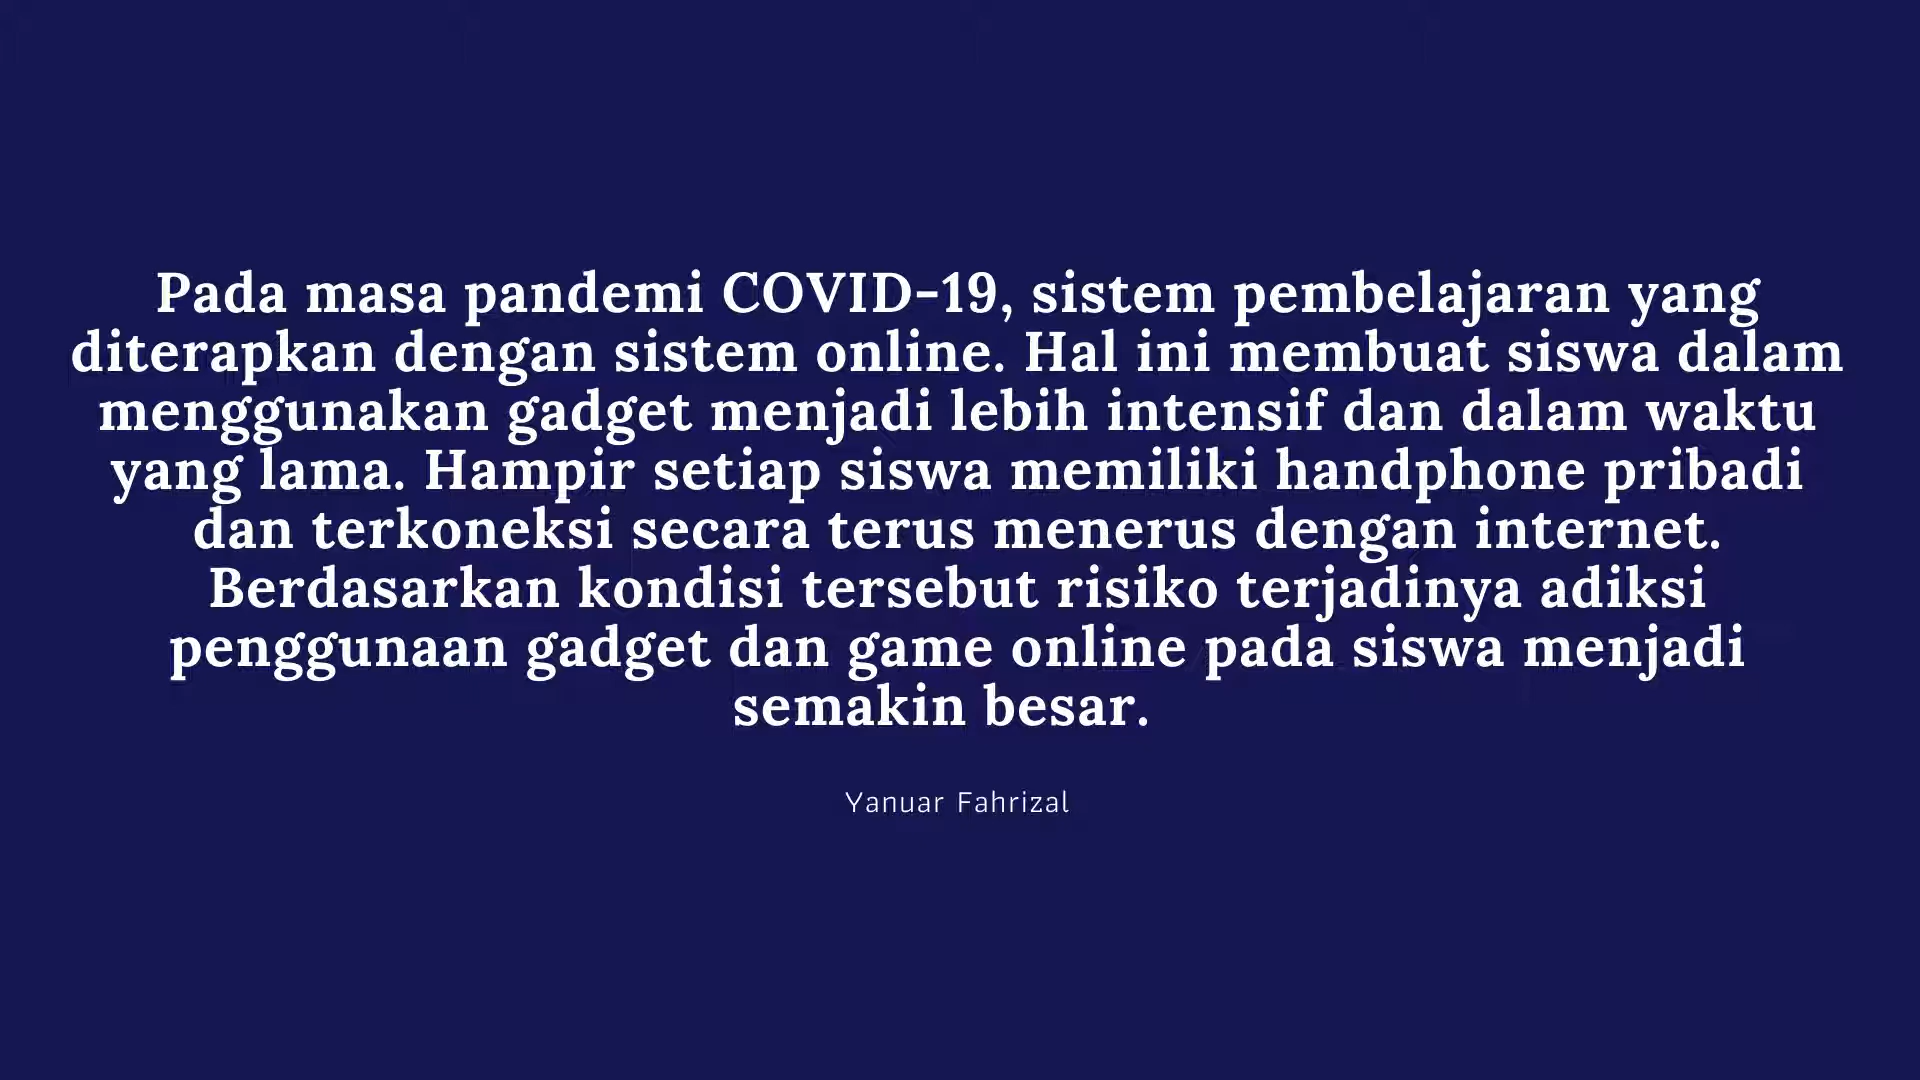 Pada masa pandemi COVID-19, sistem pembelajaran yang
diterapkan dengan sistem online. Hal ini membuat siswa dalam
menggunakan gadget menjadi lebih intensif dan dalam waktu
yang lama. Hampir setiap siswa memiliki handphone pribadi
dan terkoneksi secara terus menerus dengan internet.
Berdasarkan kondisi tersebut risiko terjadinya adiksi
penggunaan gadget dan game online pada siswa menjadi
semakin besar.
Yanuar Fahrizal